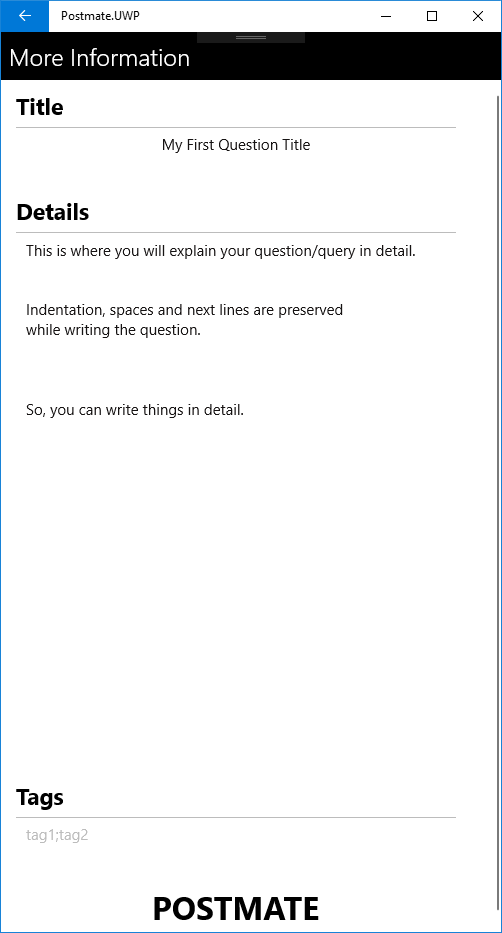 Postmate.UWP
More Information
Title
My First Question Title
Details
This is where you will explain your question/query in detail.
Indentation, spaces and next lines are preserved
while writing the question.
So, you can write things in detail.
Tags
tag1;tag2
POSTMATE